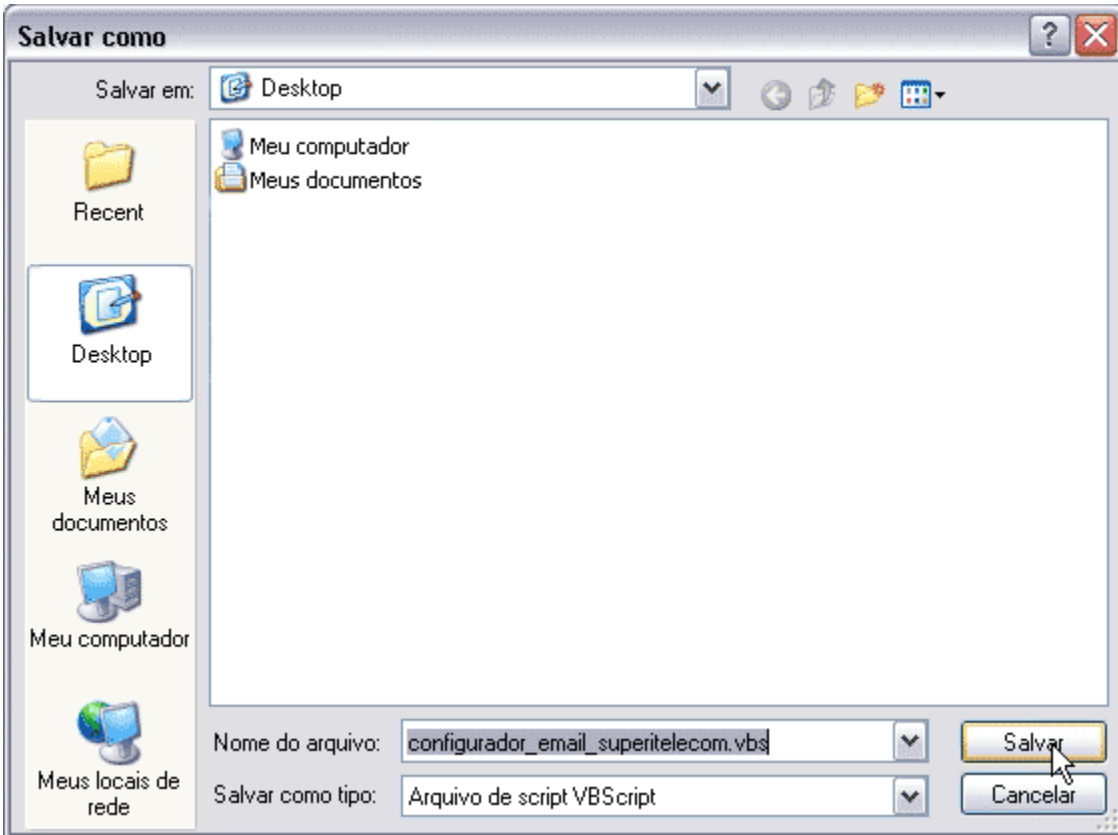 Salvar como
Salvar em:
Desktop
Meu computador
Meus documentos
Recent
Desktop
Meus
documentos
Meu computador
Meus locais de
rede
Nome do arquivo:
configurador_email_superitelecom.vbs
Salvar
Salvar como tipo:
Arquivo de script VBScript
Cancelar